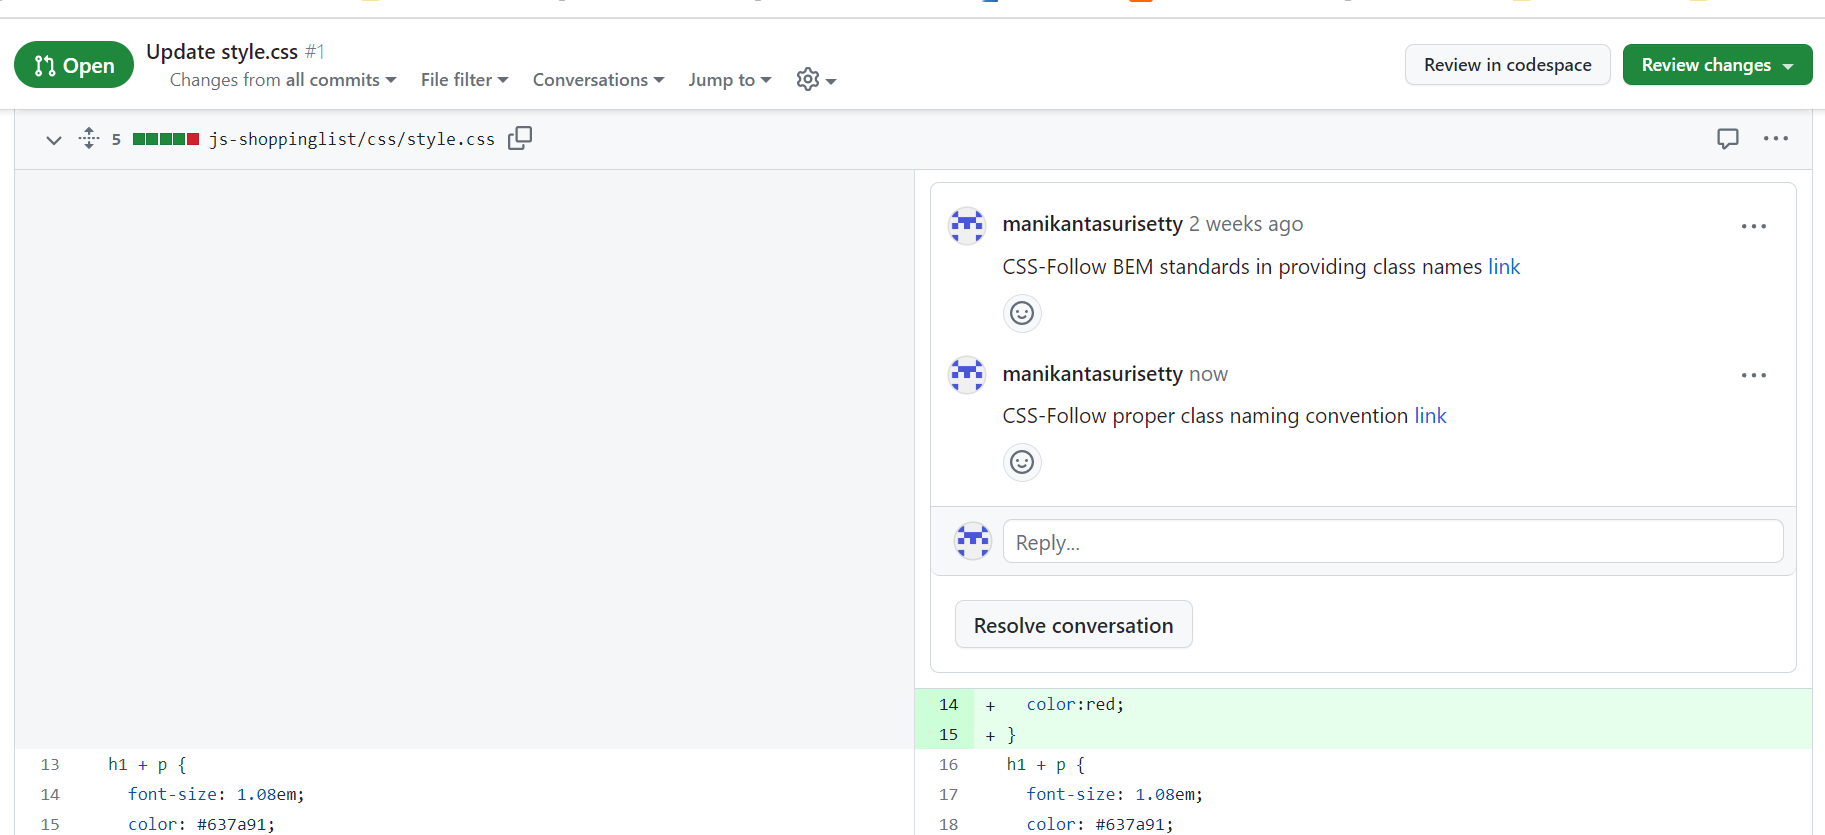 Open
Update style.css #1
Changes from all commits
File filter
Conversations
Jump to
Review in codespace
Review changes
5
js-shoppinglist/css/style.css
manikantasurisetty 2 weeks ago
CSS-Follow BEM standards in providing class names link
manikantasurisetty now
CSS-Follow proper class naming convention link
Reply...
Resolve conversation
14 + color:red;
15 + }
13 h1 + p {
16 h1 + p {
14 font-size: 1.08em;
17 font-size: 1.08em;
15 color: #637a91;
18 color: #637a91;